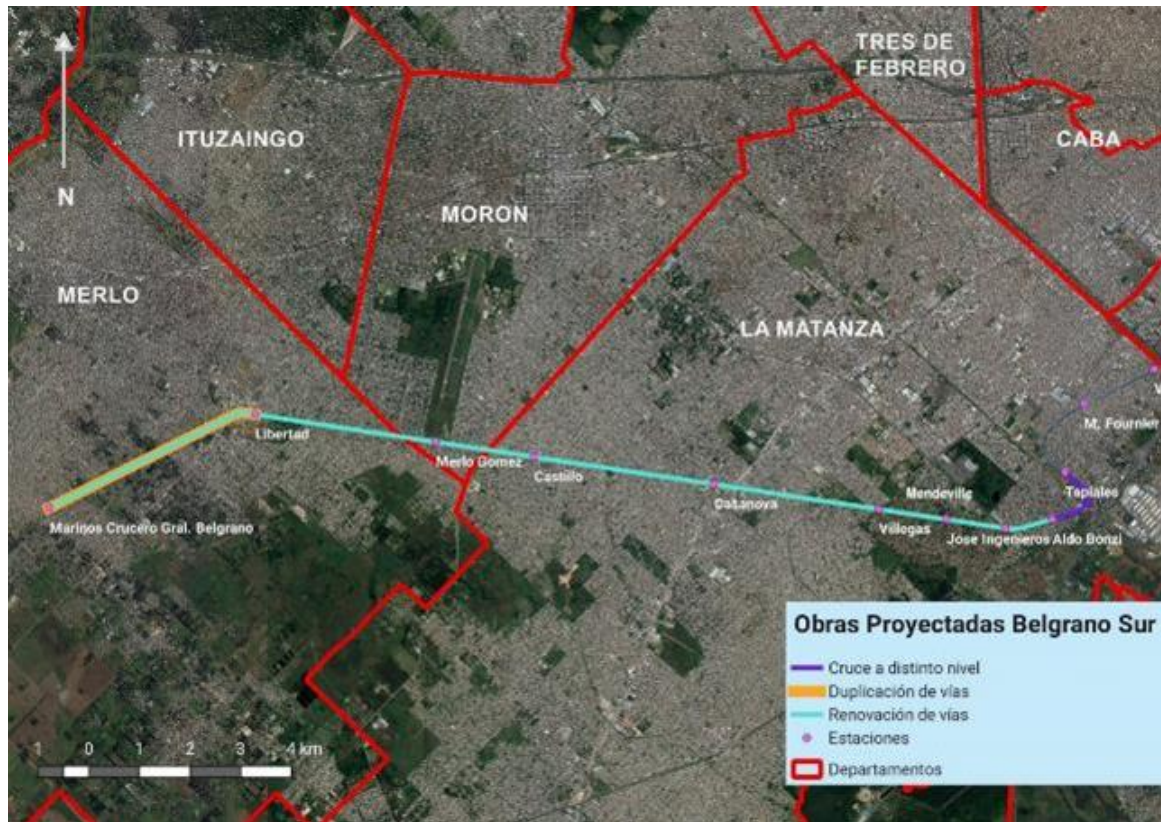 TRES DE
FEBRERO
ITUZAINGO
CABA
N
MORON
MERLO
LA MATANZA
M. Fournier
Libertad
Merlo Gomez
Castillo
Tapiales
Mendeville
Marinos Crucero Gral. Belgrano
Villegas
Jose Ingenieros Aldo Bonzi
Obras Proyectadas Belgrano Sur
Cruce a distinto nivel
Duplicación de vías
Renovación de vías
Estaciones
Departamentos
1 0 1 2 3 4 km